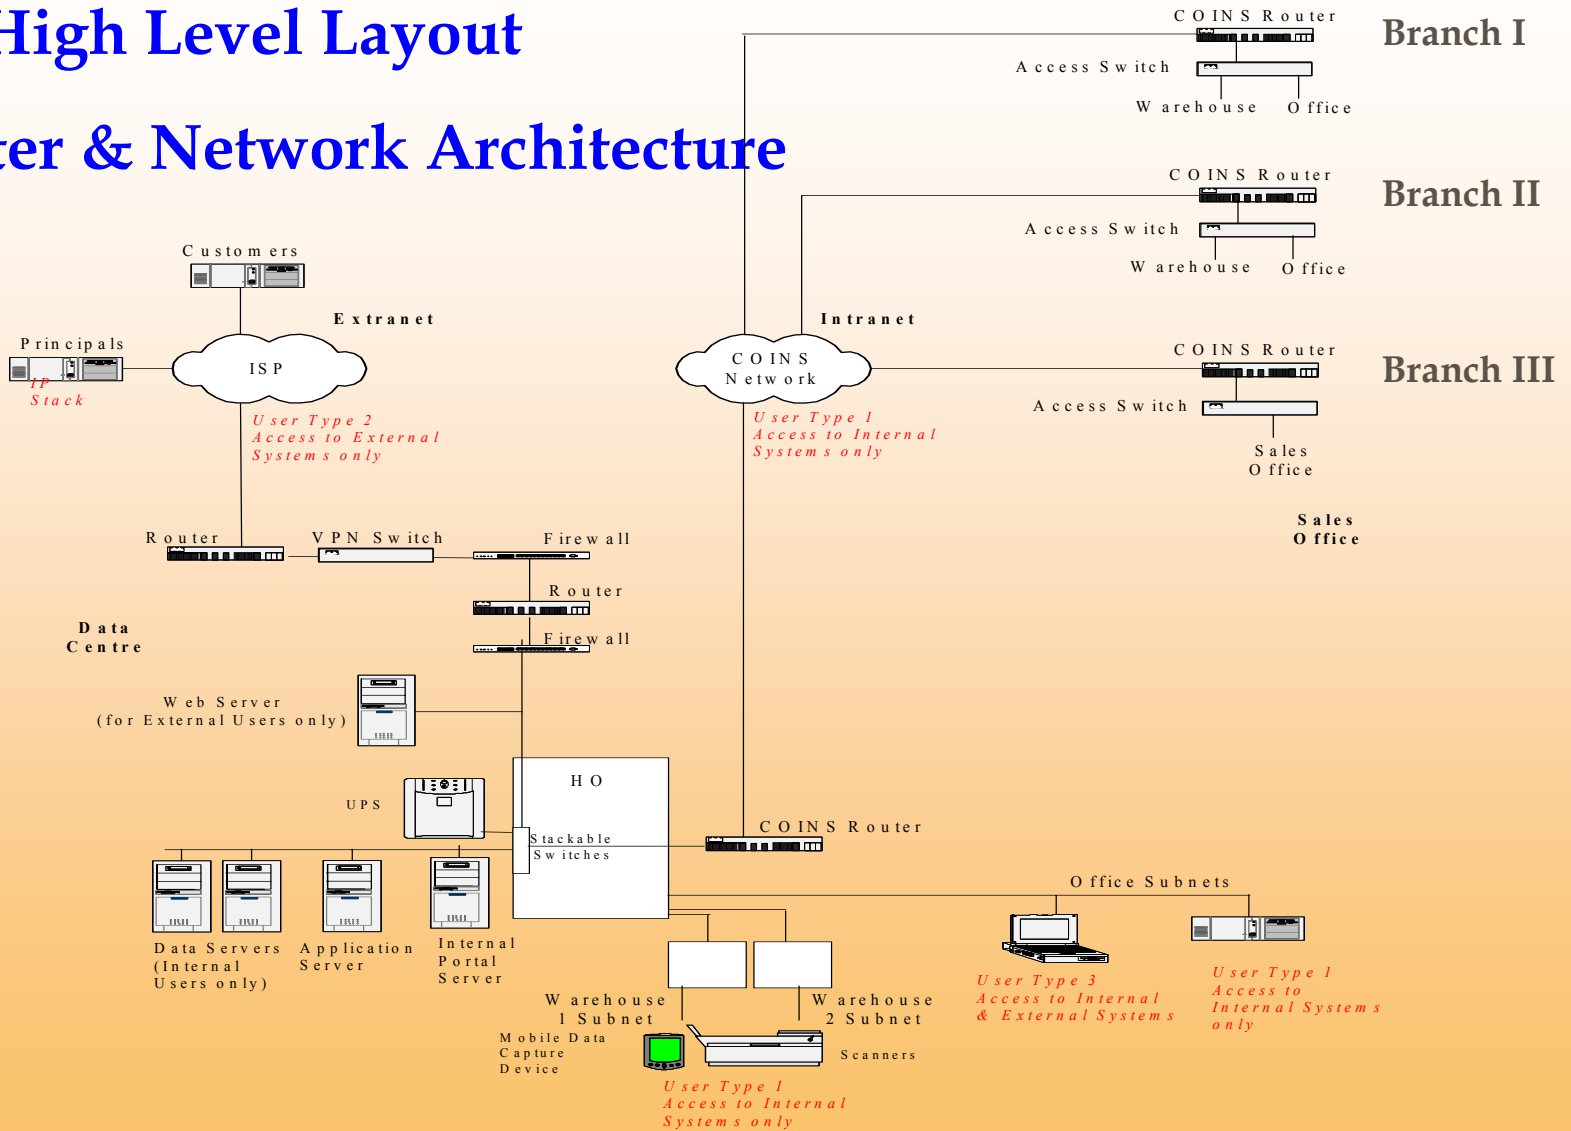 High Level Layout
ter & Network Architecture
COINS Router
Branch I
Access Switch
Warehouse
Office
COINS Router
Branch II
Access Switch
Warehouse
Office
Customers
Extranet
Intranet
Principals
IP
Stack
ISP
COINS
Network
COINS Router
Branch III
Access Switch
User Type 2
Access to External
Systems only
User Type 1
Access to Internal
Systems only
Sales
Office
Sales
Office
Router
VPN Switch
Firewall
Router
Firewall
Data
Centre
Web Server
(for External Users only)
HO
UPS
Stackable
Switches
COINS Router
Office Subnets
Data Servers
(Internal
Users only)
Application
Server
Internal
Portal
Server
Warehouse
1 Subnet
Warehouse
2 Subnet
User Type 3
Access to Internal
& External Systems
User Type 1
Access to
Internal Systems
only
Mobile Data
Capture
Device
Scanners
User Type 1
Access to Internal
Systems only